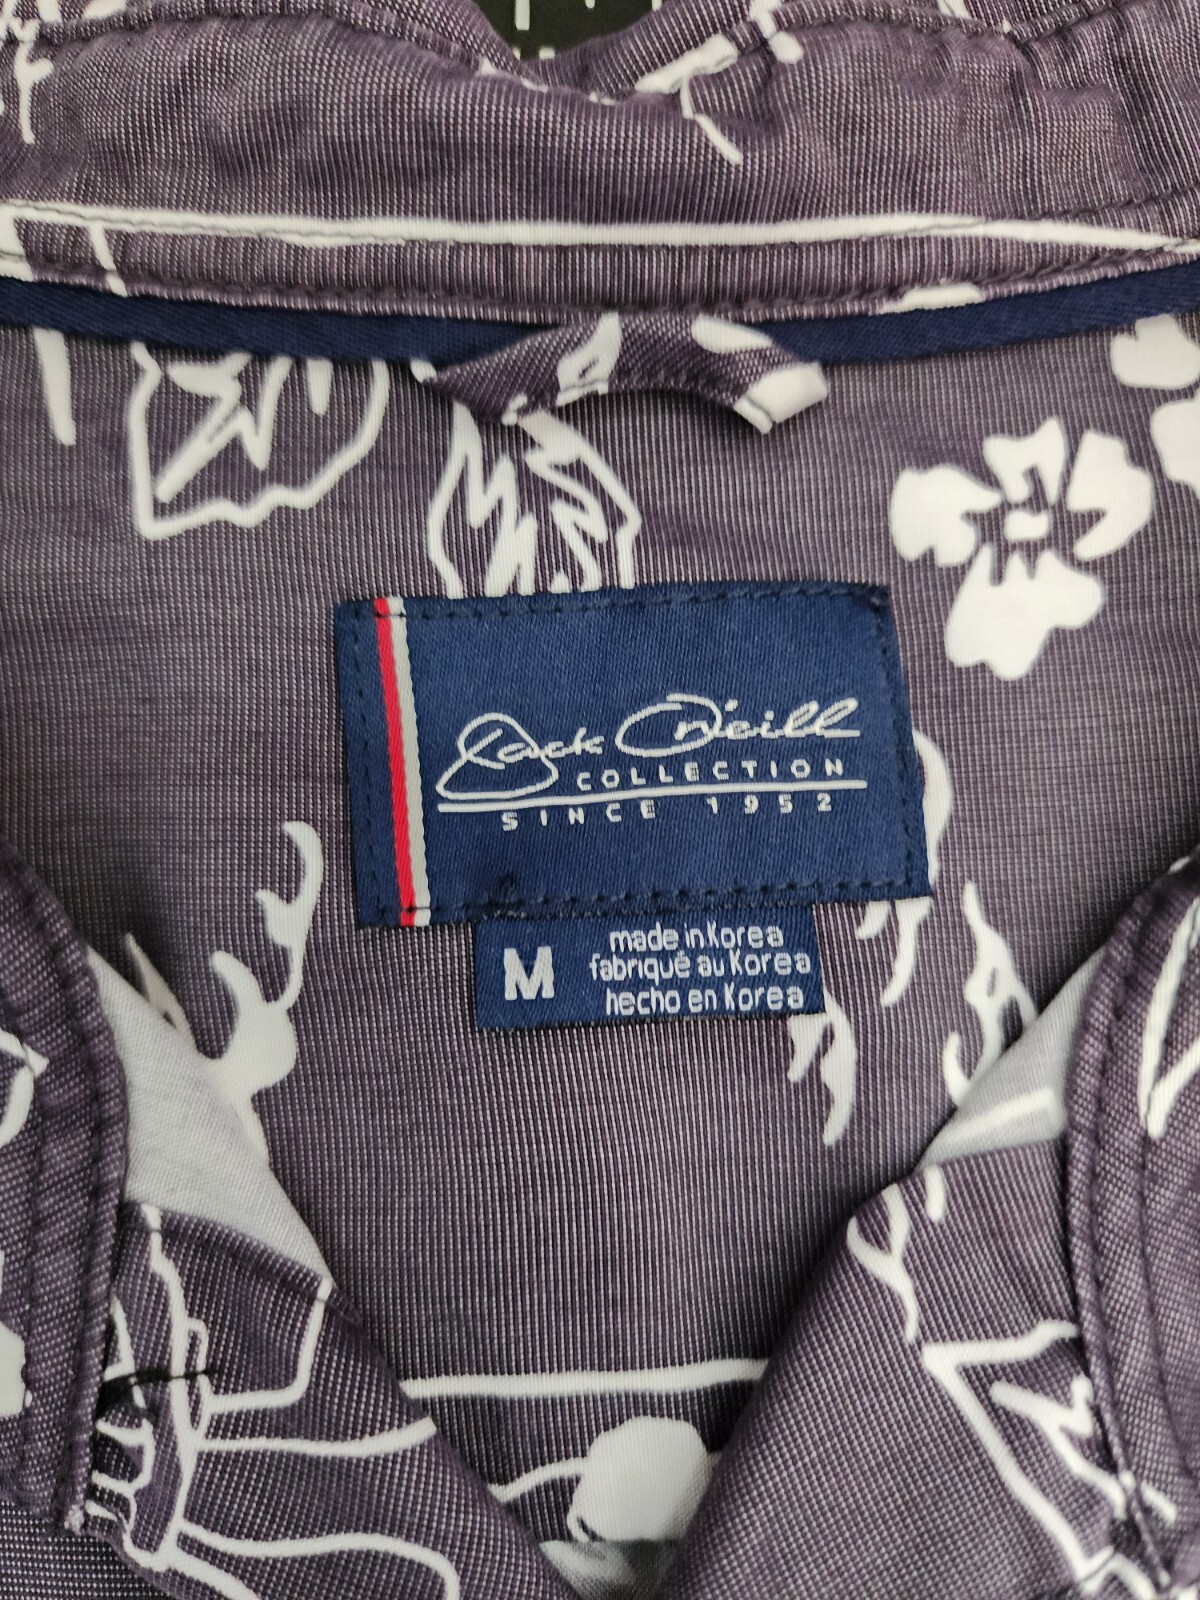 Jack O'Neill
COLLECTION
SINCE 1952
M
made in Korea
fabriqué au Korea
hecho en Korea